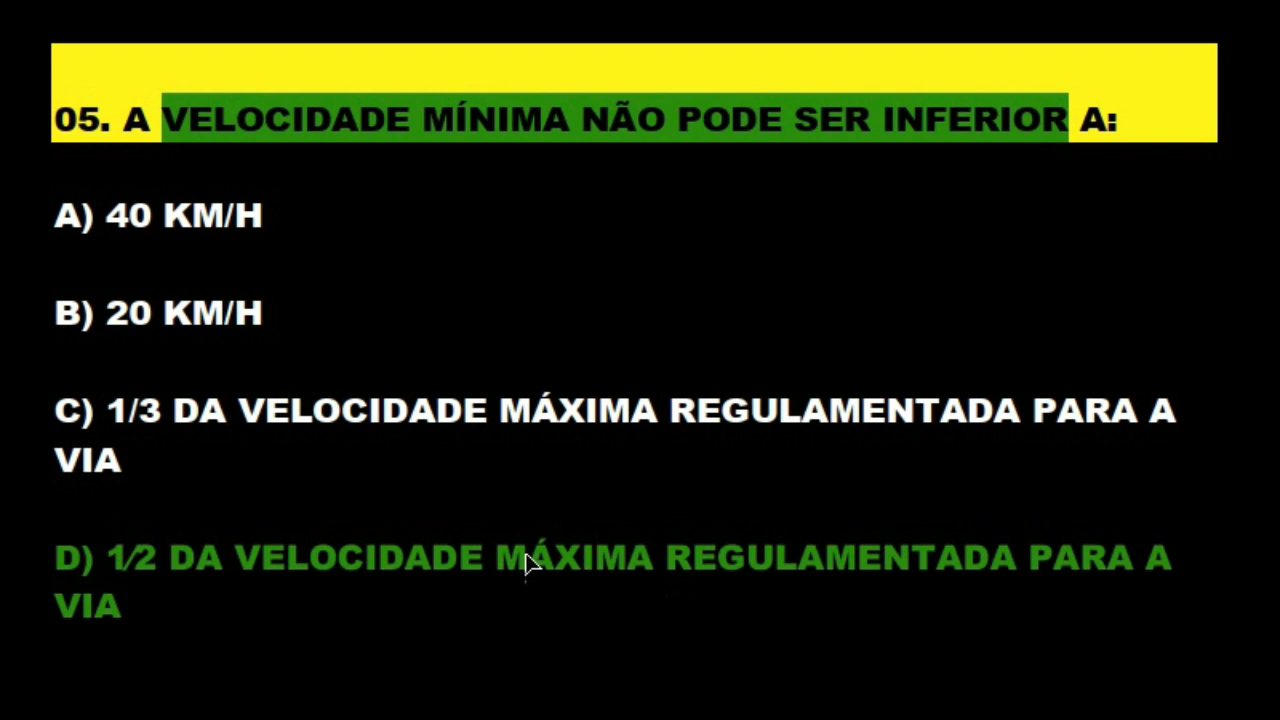 05. A VELOCIDADE MÍNIMA NÃO PODE SER INFERIOR A:
A) 40 KM/H
B) 20 KM/H
C) 1/3 DA VELOCIDADE MÁXIMA REGULAMENTADA PARA A
VIA
D) 1⁄2 DA VELOCIDADE MÁXIMA REGULAMENTADA PARA A
VIA